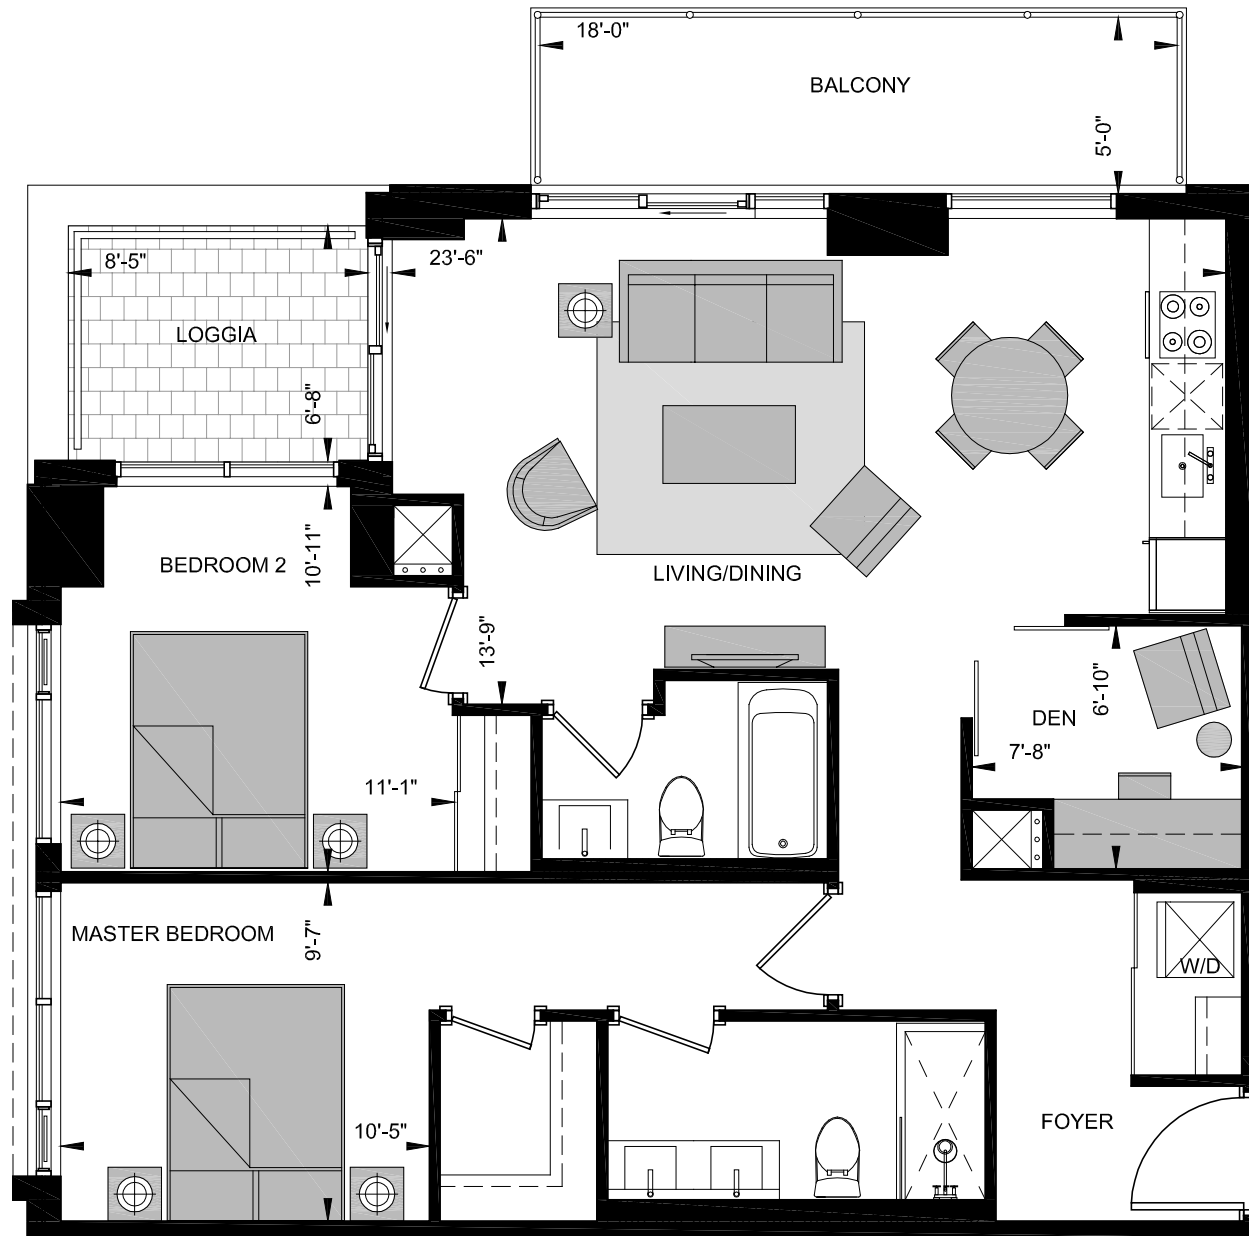 18'-0"
BALCONY
5'-0"
8'-5"
23'-6"
LOGGIA
6'-8"
10'-11"
BEDROOM 2
LIVING/DINING
13'-9"
6'-10"
DEN
7'-8"
11'-1"
MASTER BEDROOM
9'-7"
W/D
FOYER
10'-5"